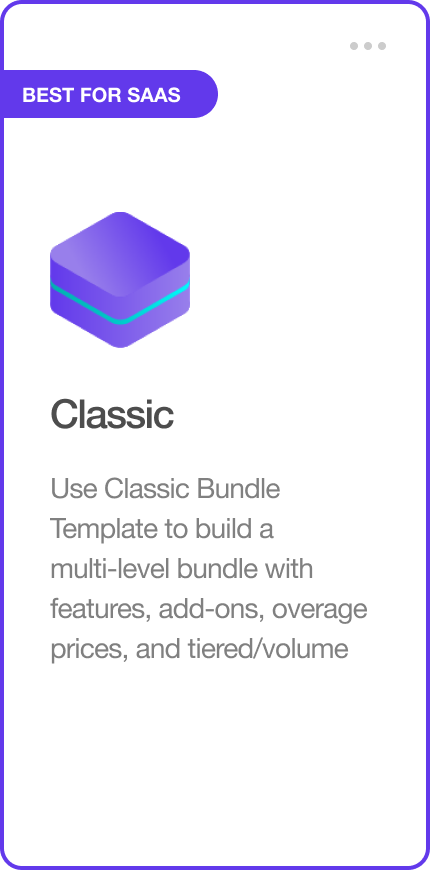 BEST FOR SAAS
Classic
Use Classic Bundle
Template to build a
multi-level bundle with
features, add-ons, overage
prices, and tiered/volume